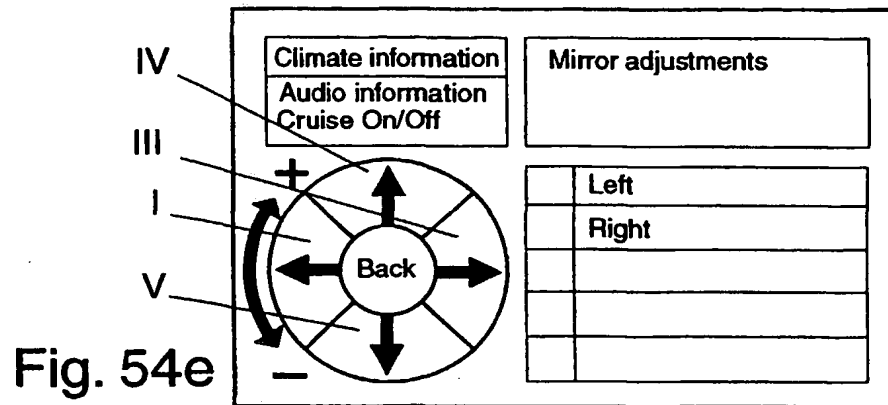 Climate information
Audio information
Cruise On/Off
Mirror adjustments
IV
III
I
V
+
Back
−
Left
Right
Fig. 54e